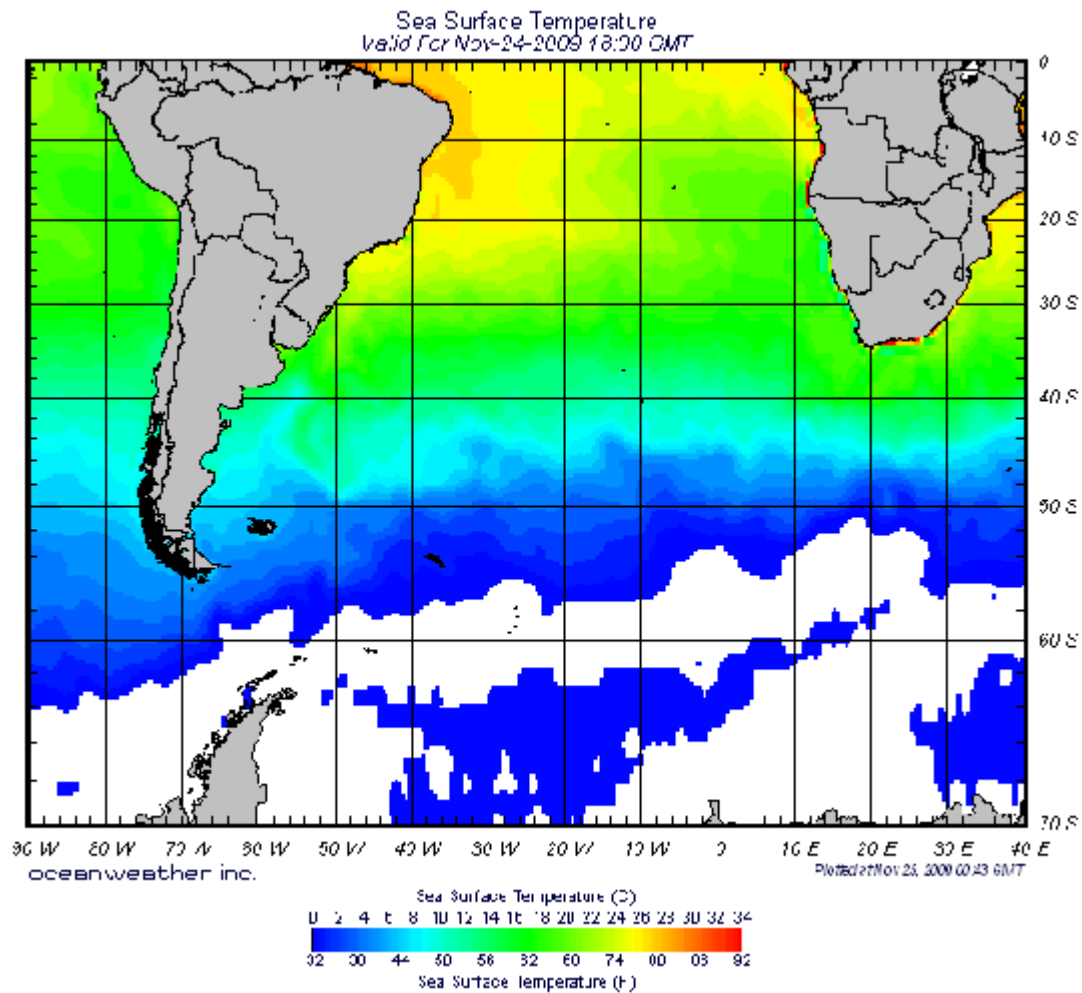 Sea Surface Temperature
Valid For Nov-24-2009 18:00 GMT
0
10 S
20 S
30 S
40 S
50 S
60 S
70 S
90 W 80 W 70 W 60 W 50 W 40 W 30 W 20 W 10 W 0 10 E 20 E 30 E 40 E
oceanweather inc. Plotted at Nov 25, 2009 00:43 GMT
Sea Surface Temperature (C)
0 2 4 6 8 10 12 14 16 18 20 22 24 26 28 30 32 34
32 38 44 50 56 62 68 74 80 86 92
Sea Surface Temperature (F)